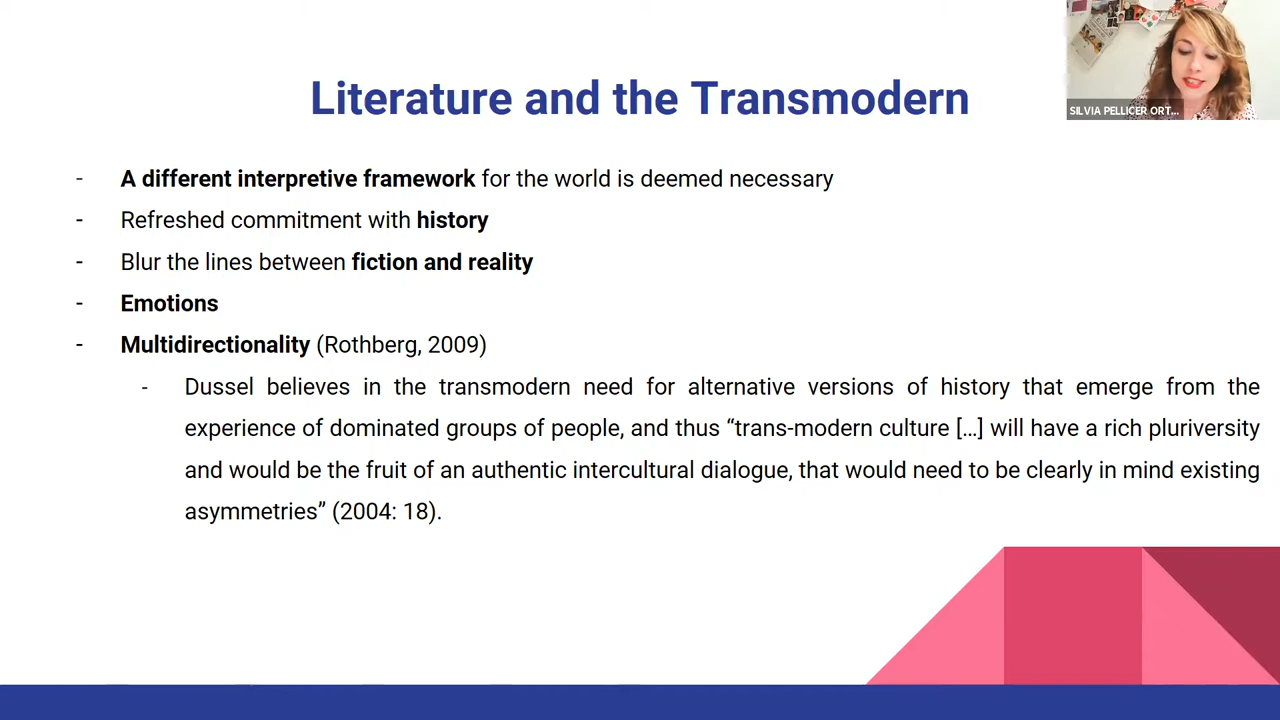 Literature and the Transmodern
SILVIA PELLICER ORT...
- A different interpretive framework for the world is deemed necessary
- Refreshed commitment with history
- Blur the lines between fiction and reality
- Emotions
- Multidirectionality (Rothberg, 2009)
- Dussel believes in the transmodern need for alternative versions of history that emerge from the
experience of dominated groups of people, and thus “trans-modern culture […] will have a rich pluriversity
and would be the fruit of an authentic intercultural dialogue, that would need to be clearly in mind existing
asymmetries” (2004: 18).